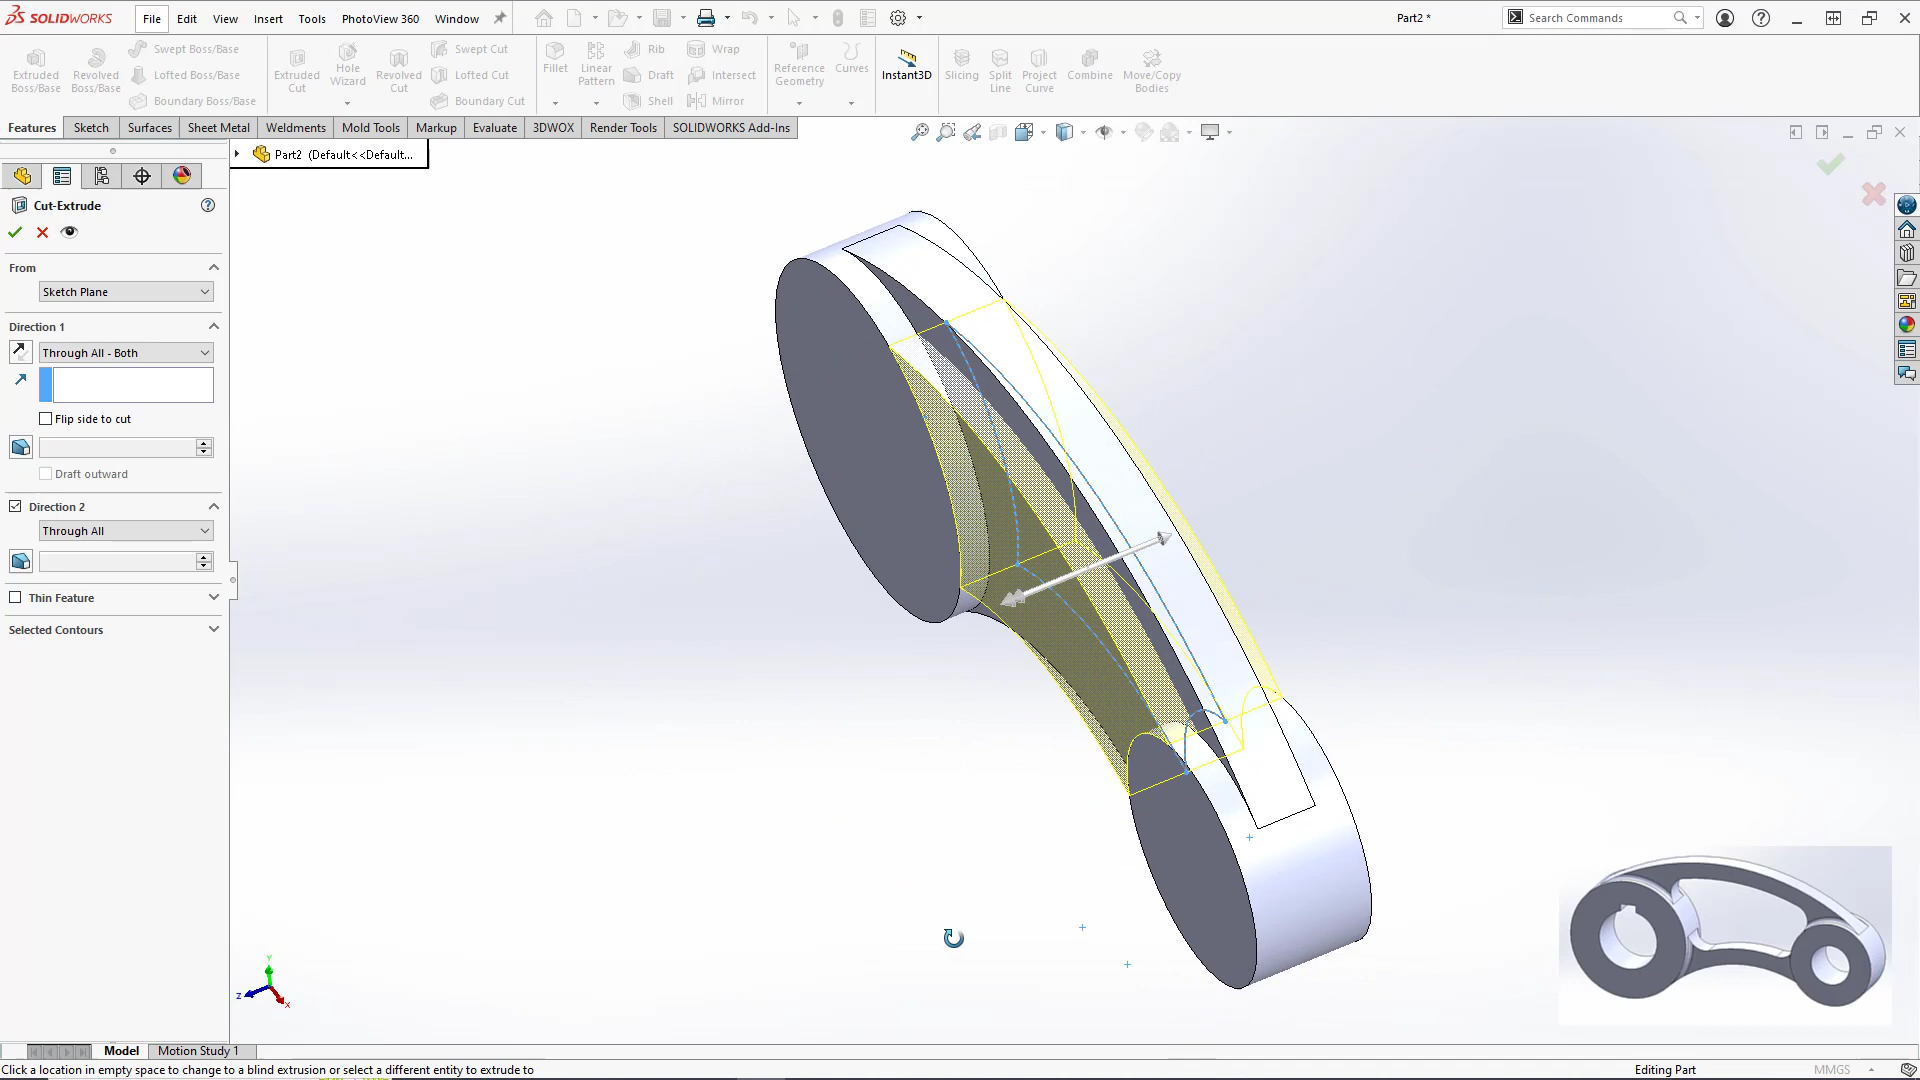 SOLIDWORKS
File
Edit
View
Insert
Tools
PhotoView 360
Window
Part2 *
Search Commands
Extruded Boss/Base
Revolved Boss/Base
Swept Boss/Base
Lofted Boss/Base
Boundary Boss/Base
Extruded Cut
Hole Wizard
Revolved Cut
Swept Cut
Lofted Cut
Boundary Cut
Fillet
Linear Pattern
Rib
Draft
Shell
Wrap
Intersect
Mirror
Reference Geometry
Curves
Instant3D
Slicing
Split Line
Project Curve
Combine
Move/Copy Bodies
Features
Sketch
Surfaces
Sheet Metal
Weldments
Mold Tools
Markup
Evaluate
3DWOX
Render Tools
SOLIDWORKS Add-Ins
Part2 (Default<<Default...
Cut-Extrude
From
Sketch Plane
Direction 1
Through All - Both
Flip side to cut
Draft outward
Direction 2
Through All
Thin Feature
Selected Contours
Y
Z
X
Model
Motion Study 1
Click a location in empty space to change to a blind extrusion or select a different entity to extrude to
Editing Part
MMGS